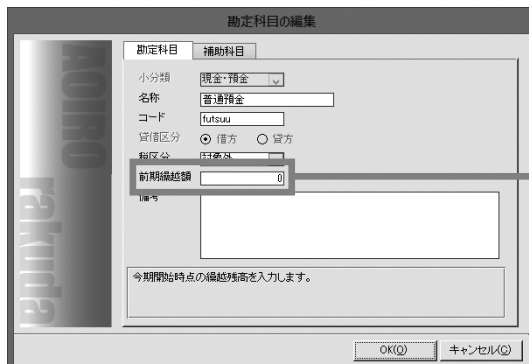 勘定科目の編集
勘定科目 補助科目
小分類 現金・預金
名称 普通預金
コード futsuu
貸借区分 借方 貸方
税区分 対象外
前期繰越額 0
備考
今期開始時点の繰越残高を入力します。
OK(O) キャンセル(C)
AOIRO
rakuda